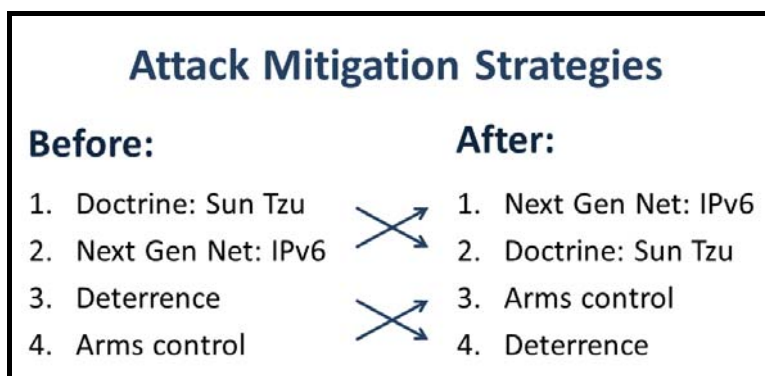 Attack Mitigation Strategies
Before:
1. Doctrine: Sun Tzu
2. Next Gen Net: IPv6
3. Deterrence
4. Arms control
After:
1. Next Gen Net: IPv6
2. Doctrine: Sun Tzu
3. Arms control
4. Deterrence